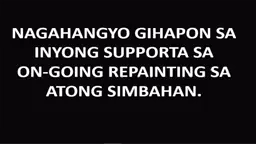 NAGAHANGYO GIHAPON SA
INYONG SUPPORTA SA
ON-GOING REPAINTING SA
ATONG SIMBAHAN.